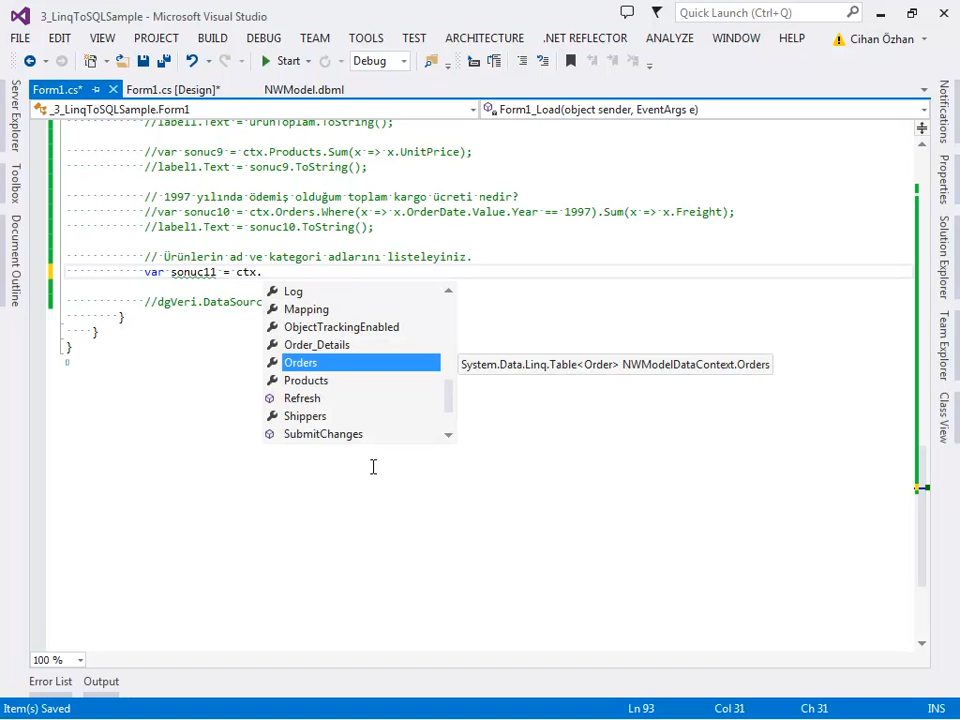 3_LinqToSQLSample - Microsoft Visual Studio
Quick Launch (Ctrl+Q)
FILE EDIT VIEW PROJECT BUILD DEBUG TEAM TOOLS TEST ARCHITECTURE .NET REFLECTOR ANALYZE WINDOW HELP Cihan Özhan
Start Debug
Form1.cs* Form1.cs [Design]* NWModel.dbml
_3_LinqToSQLSample.Form1 Form1_Load(object sender, EventArgs e)
//label1.Text = urunToplam.ToString();
//var sonuc9 = ctx.Products.Sum(x => x.UnitPrice);
//label1.Text = sonuc9.ToString();
// 1997 yılında ödemiş olduğum toplam kargo ücreti nedir?
//var sonuc10 = ctx.Orders.Where(x => x.OrderDate.Value.Year == 1997).Sum(x => x.Freight);
//label1.Text = sonuc10.ToString();
// Ürünlerin ad ve kategori adlarını listeleyiniz.
var sonuc11 = ctx.
//dgVeri.DataSourc
}
}
}
Log
Mapping
ObjectTrackingEnabled
Order_Details
Orders
Products
Refresh
Shippers
SubmitChanges
System.Data.Linq.Table<Order> NWModelDataContext.Orders
Server Explorer
Toolbox
Document Outline
Notifications
Properties
Solution Explorer
Team Explorer
Class View
100 %
Error List Output
Item(s) Saved Ln 93 Col 31 Ch 31 INS